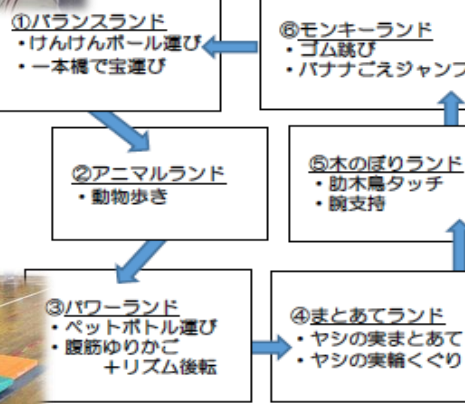 ①バランスランド
・けんけんボール運び
・一本橋で宝運び
②アニマルランド
・動物歩き
③パワーランド
・ペットボトル運び
・腹筋ゆりかご
＋リズム後転
④まとあてランド
・ヤシの実まとあて
・ヤシの実輪くぐり
⑤木のぼりランド
・肋木鳥タッチ
・腕支持
⑥モンキーランド
・ゴム跳び
・バナナごえジャンプ